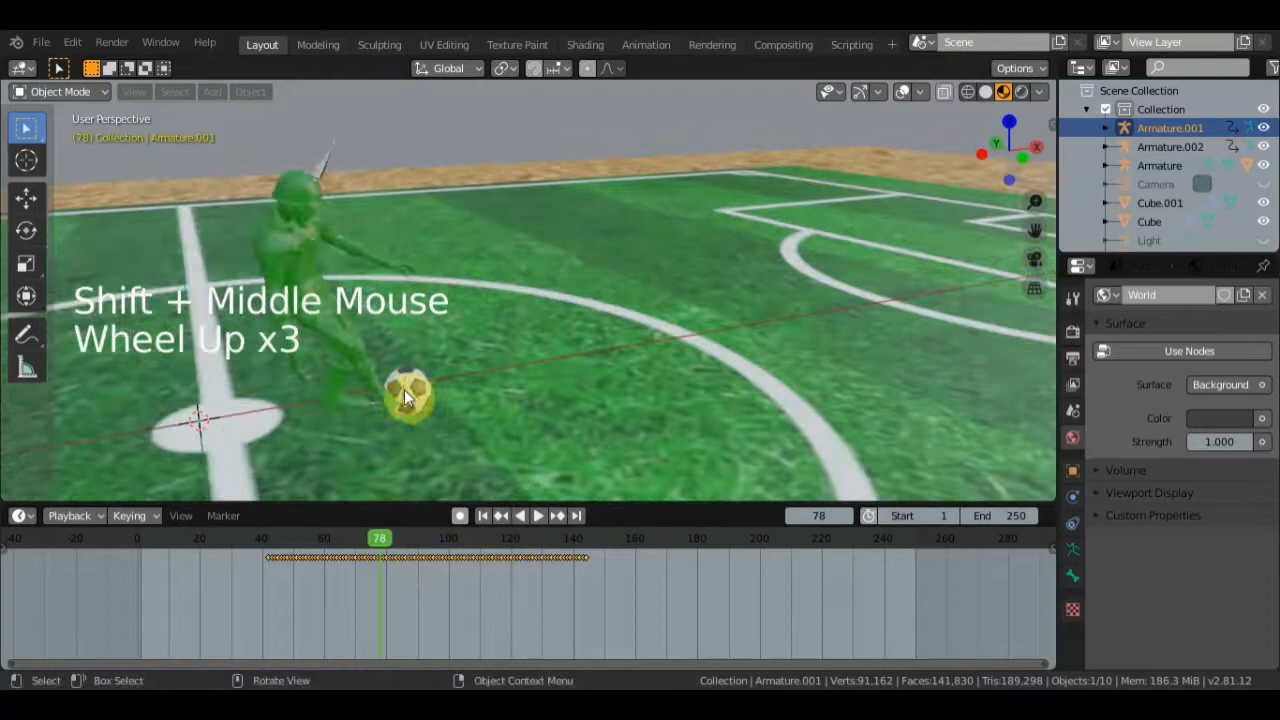 File Edit Render Window Help Layout Modeling Sculpting UV Editing Texture Paint Shading Animation Rendering Compositing Scripting + Scene View Layer
Global Options
Object Mode View Select Add Object
User Perspective
(78) Collection | Armature.001
Z
Y
X
Shift + Middle Mouse
Wheel Up x3
Scene Collection
Collection
Armature.001
Armature.002
Armature
Camera
Cube.001
Cube
Light
World
Surface
Use Nodes
Surface Background
Color
Strength 1.000
Volume
Viewport Display
Custom Properties
Playback Keying View Marker 78 Start 1 End 250
-40 0 20 40 60 78 100 120 140 160 180 200 220 240 260 280
Select Box Select Rotate View Object Context Menu Collection | Armature.001 | Verts:91,162 | Faces:141,830 | Tris:189,298 | Objects:1/10 | Mem: 186.3 MiB | v2.81.12